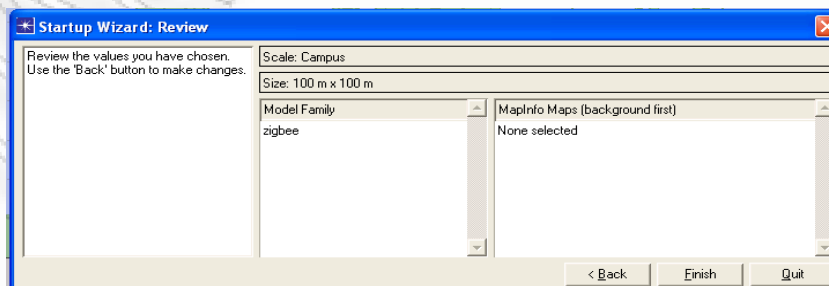 Startup Wizard: Review
Review the values you have chosen.
Use the 'Back' button to make changes.
Scale: Campus
Size: 100 m x 100 m
Model Family
zigbee
MapInfo Maps (background first)
None selected
< Back
Finish
Quit